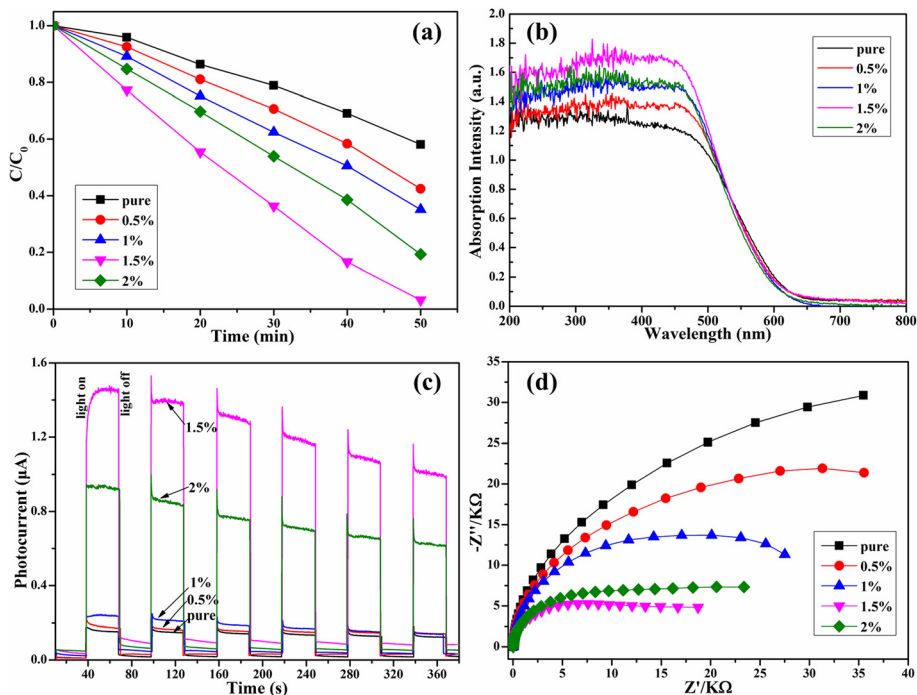 (a)
C/C0
1.0
0.8
0.6
0.4
0.2
0.0
pure
0.5%
1%
1.5%
2%
0 10 20 30 40 50
Time (min)
(b)
Absorption Intensity (a.u.)
1.8
1.6
1.4
1.2
1.0
0.8
0.6
0.4
0.2
0.0
pure
0.5%
1%
1.5%
2%
200 300 400 500 600 700 800
Wavelength (nm)
(c)
Photocurrent (μA)
1.6
1.2
0.8
0.4
0.0
light on
light off
1.5%
2%
1%
0.5%
pure
0 40 80 120 160 200 240 280 320 360
Time (s)
(d)
-Z''/KΩ
35
30
25
20
15
10
5
0
pure
0.5%
1%
1.5%
2%
0 5 10 15 20 25 30 35 40
Z'/KΩ